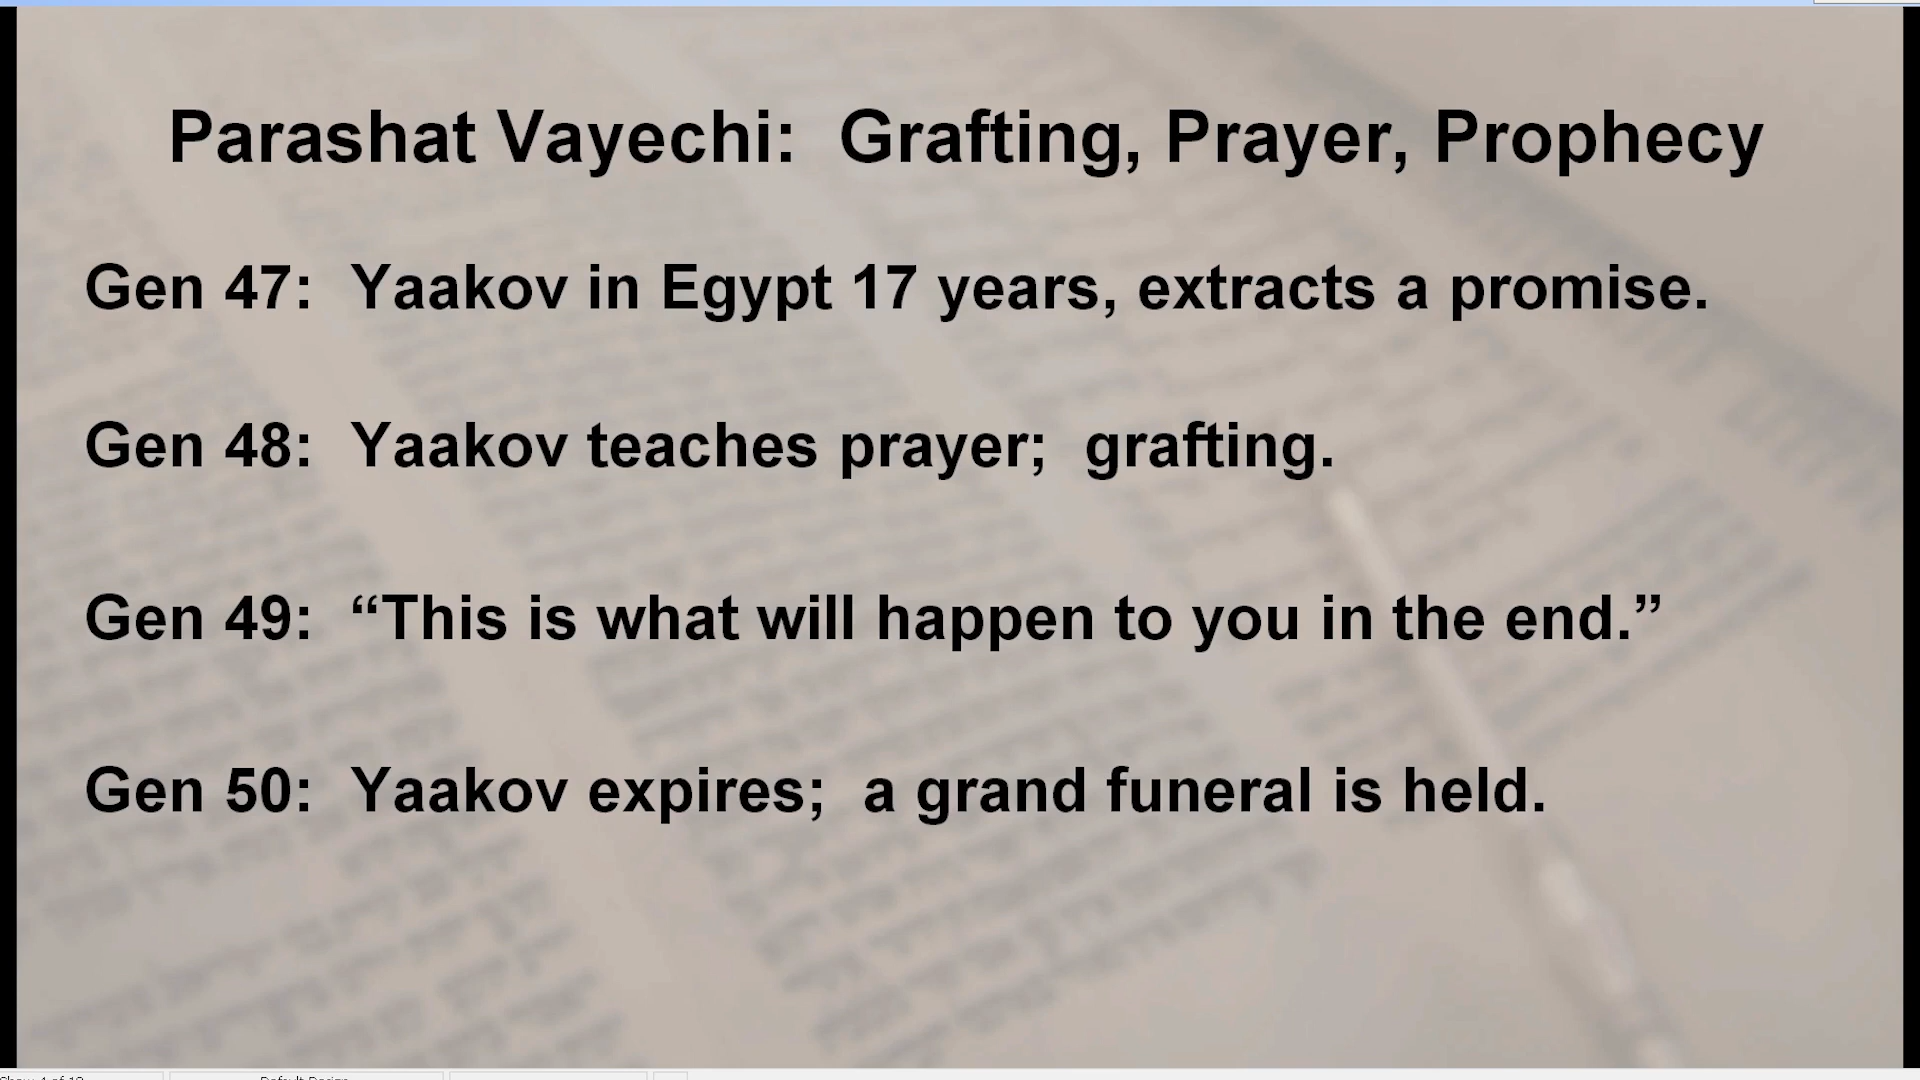 Parashat Vayechi:  Grafting, Prayer, Prophecy
Gen 47:  Yaakov in Egypt 17 years, extracts a promise.
Gen 48:  Yaakov teaches prayer;  grafting.
Gen 49:  “This is what will happen to you in the end.”
Gen 50:  Yaakov expires;  a grand funeral is held.